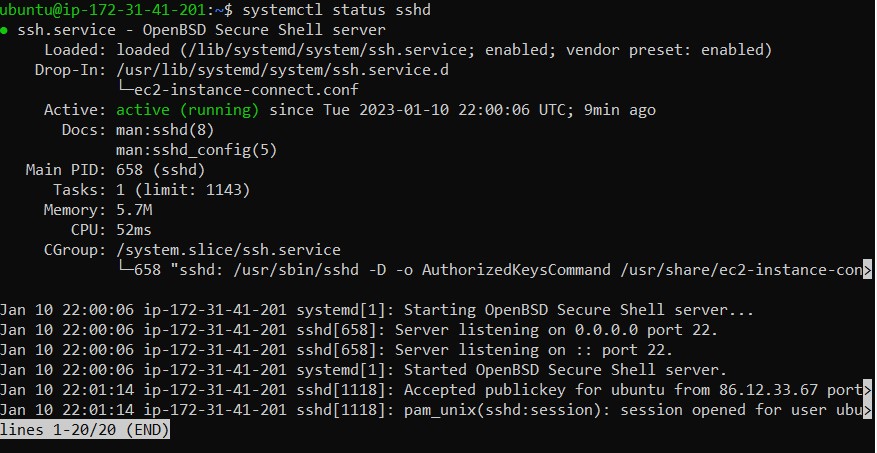 ubuntu@ip-172-31-41-201:~$ systemctl status sshd
● ssh.service - OpenBSD Secure Shell server
     Loaded: loaded (/lib/systemd/system/ssh.service; enabled; vendor preset: enabled)
    Drop-In: /usr/lib/systemd/system/ssh.service.d
             └─ec2-instance-connect.conf
     Active: active (running) since Tue 2023-01-10 22:00:06 UTC; 9min ago
       Docs: man:sshd(8)
             man:sshd_config(5)
   Main PID: 658 (sshd)
      Tasks: 1 (limit: 1143)
     Memory: 5.7M
        CPU: 52ms
     CGroup: /system.slice/ssh.service
             └─658 "sshd: /usr/sbin/sshd -D -o AuthorizedKeysCommand /usr/share/ec2-instance-con>
Jan 10 22:00:06 ip-172-31-41-201 systemd[1]: Starting OpenBSD Secure Shell server...
Jan 10 22:00:06 ip-172-31-41-201 sshd[658]: Server listening on 0.0.0.0 port 22.
Jan 10 22:00:06 ip-172-31-41-201 sshd[658]: Server listening on :: port 22.
Jan 10 22:00:06 ip-172-31-41-201 systemd[1]: Started OpenBSD Secure Shell server.
Jan 10 22:01:14 ip-172-31-41-201 sshd[1118]: Accepted publickey for ubuntu from 86.12.33.67 port>
Jan 10 22:01:14 ip-172-31-41-201 sshd[1118]: pam_unix(sshd:session): session opened for user ubu>
lines 1-20/20 (END)